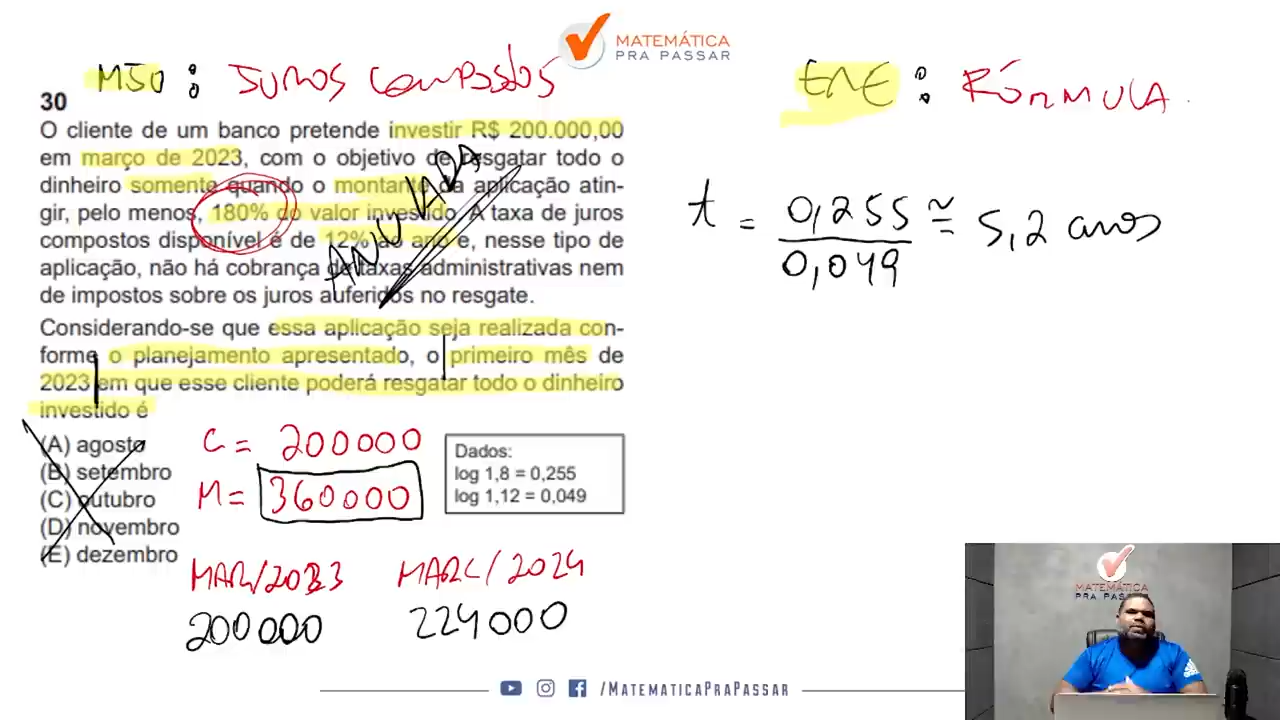 MATEMÁTICA
PRA PASSAR
MJO : JUROS COMPOSTOS
ENE : FÓRMULA
30
O cliente de um banco pretende investir R$ 200.000,00
em março de 2023, com o objetivo de resgatar todo o
dinheiro somente quando o montante da aplicação atin-
gir, pelo menos, 180% do valor investido. A taxa de juros
compostos disponível é de 12% ao ano e, nesse tipo de
aplicação, não há cobrança de taxas administrativas nem
de impostos sobre os juros auferidos no resgate.
ANULADA
Considerando-se que essa aplicação seja realizada con-
forme o planejamento apresentado, o primeiro mês de
2023 em que esse cliente poderá resgatar todo o dinheiro
investido é
(A) agosto
(B) setembro
(C) outubro
(D) novembro
(E) dezembro
C = 200000
M = 360000
Dados:
log 1,8 = 0,255
log 1,12 = 0,049
MAR/2023 MARC/2024
200000 224000
t = 0,255 ≅ 5,2 anos
0,049
MATEMÁTICA
PRA PASSAR
/MATEMATICAPRAPASSAR